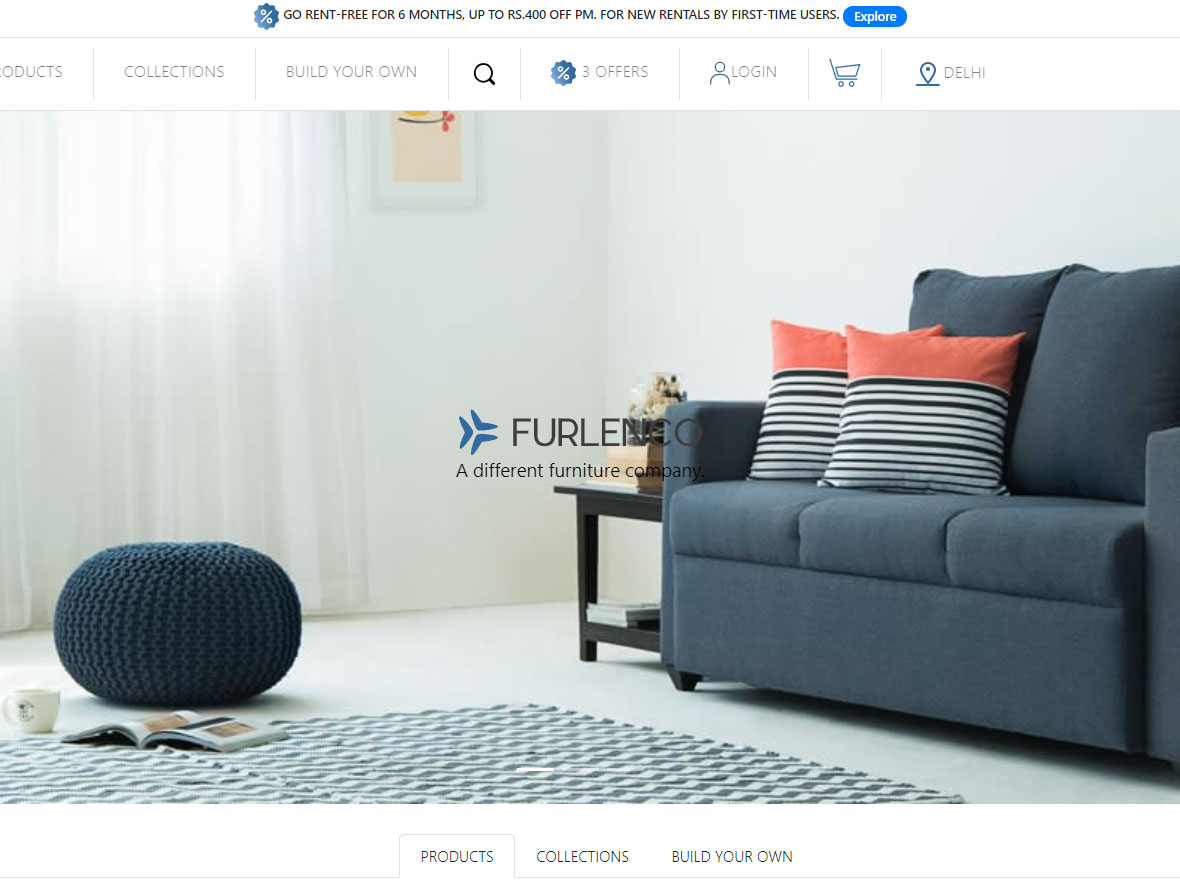 GO RENT-FREE FOR 6 MONTHS, UP TO RS.400 OFF PM. FOR NEW RENTALS BY FIRST-TIME USERS. Explore
RODUCTS COLLECTIONS BUILD YOUR OWN 3 OFFERS LOGIN DELHI
FURLENCO
A different furniture company.
PRODUCTS COLLECTIONS BUILD YOUR OWN